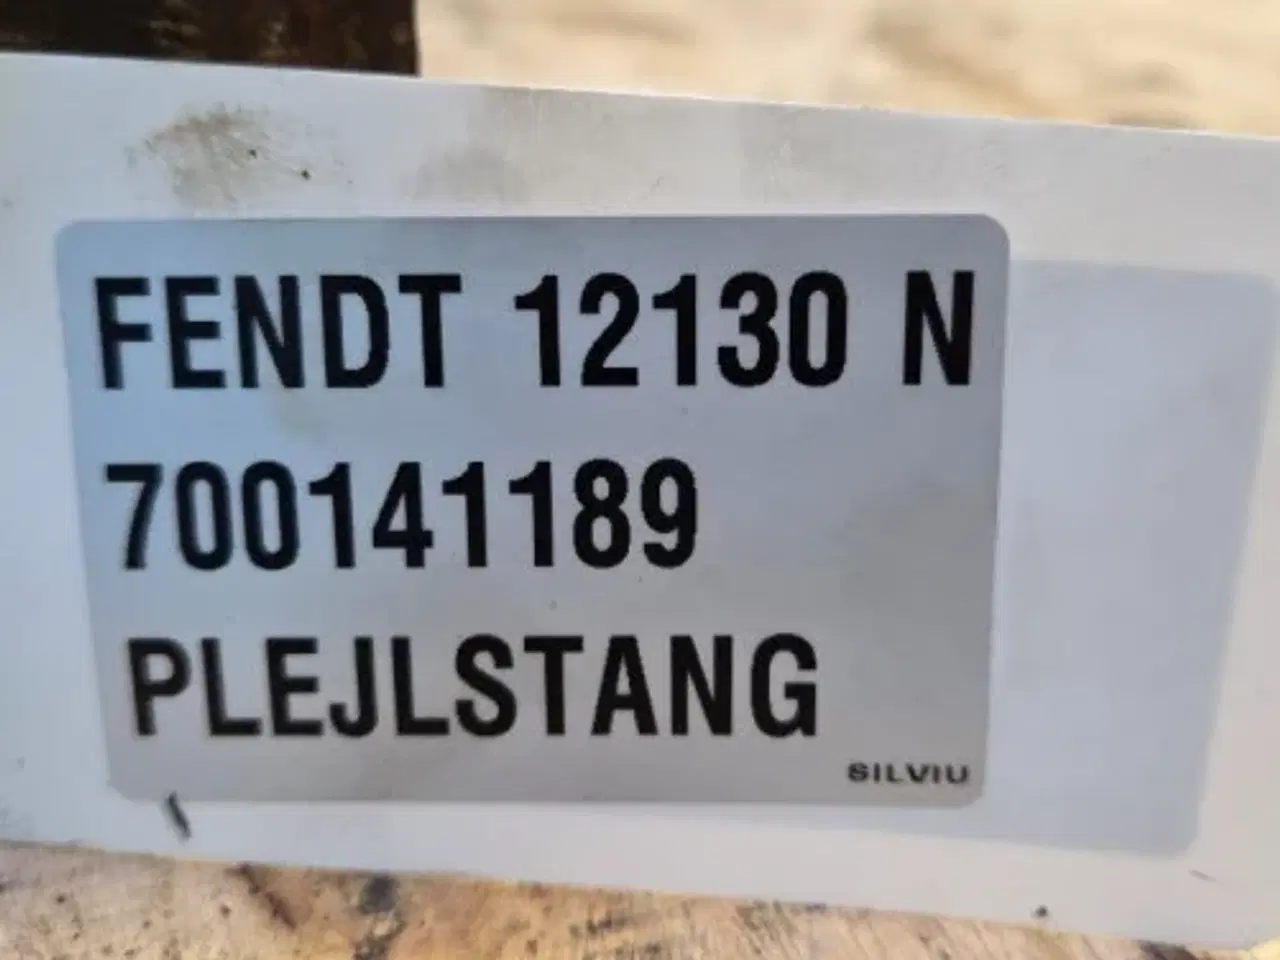 FENDT 12130 N
700141189
PLEJLSTANG
SILVIU